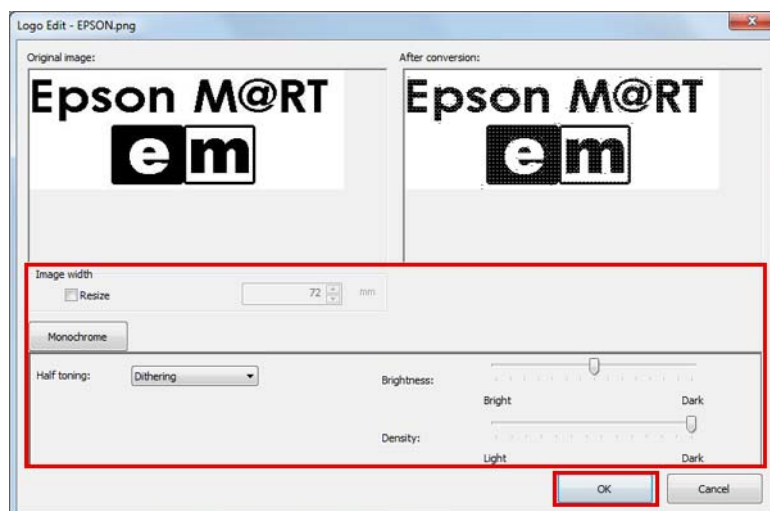 Logo Edit - EPSON.png
Original image:
After conversion:
Epson M@RT
em
Epson M@RT
em
Image width
Resize
72
mm
Monochrome
Half toning:
Dithering
Brightness:
Bright
Dark
Density:
Light
Dark
OK
Cancel